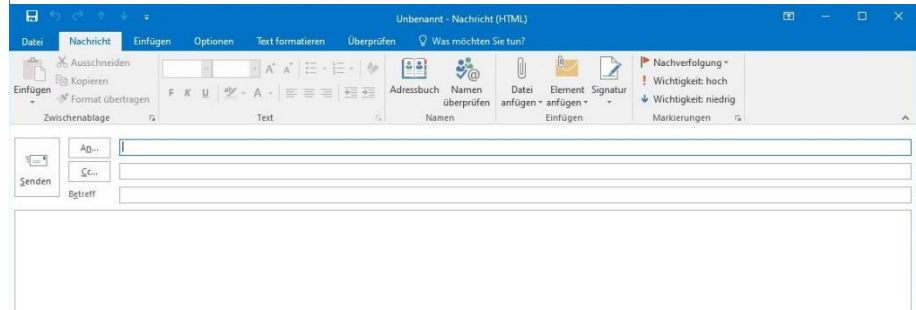 Unbenannt - Nachricht (HTML)
Datei Nachricht Einfügen Optionen Text formatieren Überprüfen Was möchten Sie tun?
Einfügen
Ausschneiden
Kopieren
Format übertragen
Zwischenablage
F K U
Text
Adressbuch
Namen
überprüfen
Namen
Datei
anfügen
Element
anfügen
Signatur
Einfügen
Nachverfolgung
Wichtigkeit: hoch
Wichtigkeit: niedrig
Markierungen
Senden
An...
Cc...
Betreff